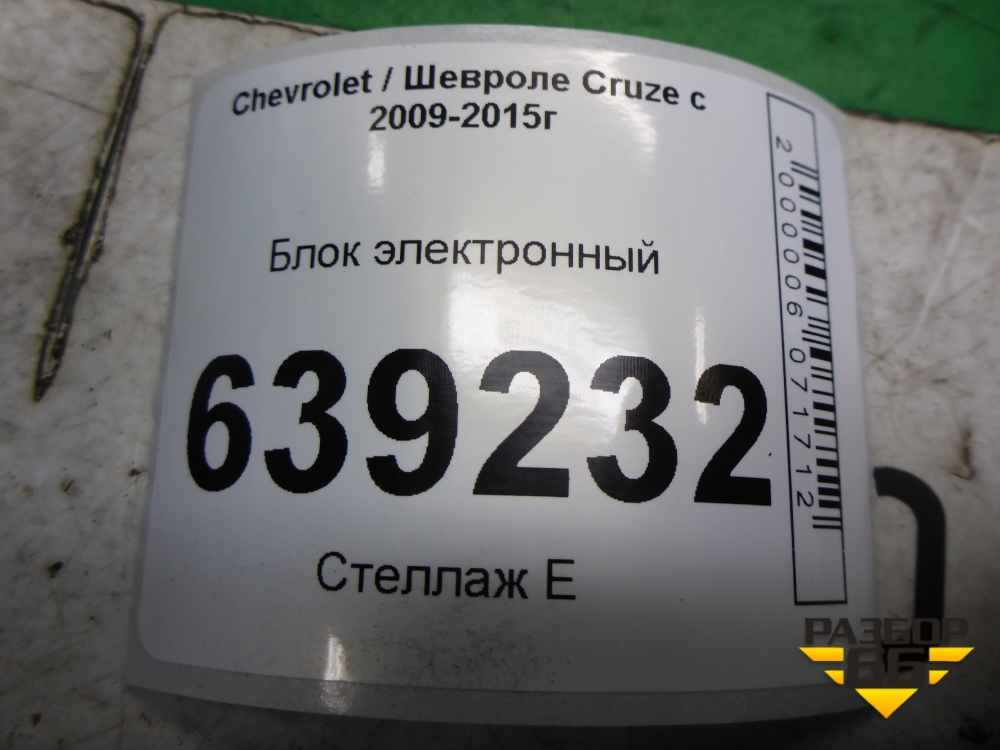 Chevrolet / Шевроле Cruze с
2009-2015г
Блок электронный
639232
Стеллаж Е
2000006071712
РАЗБОР
66